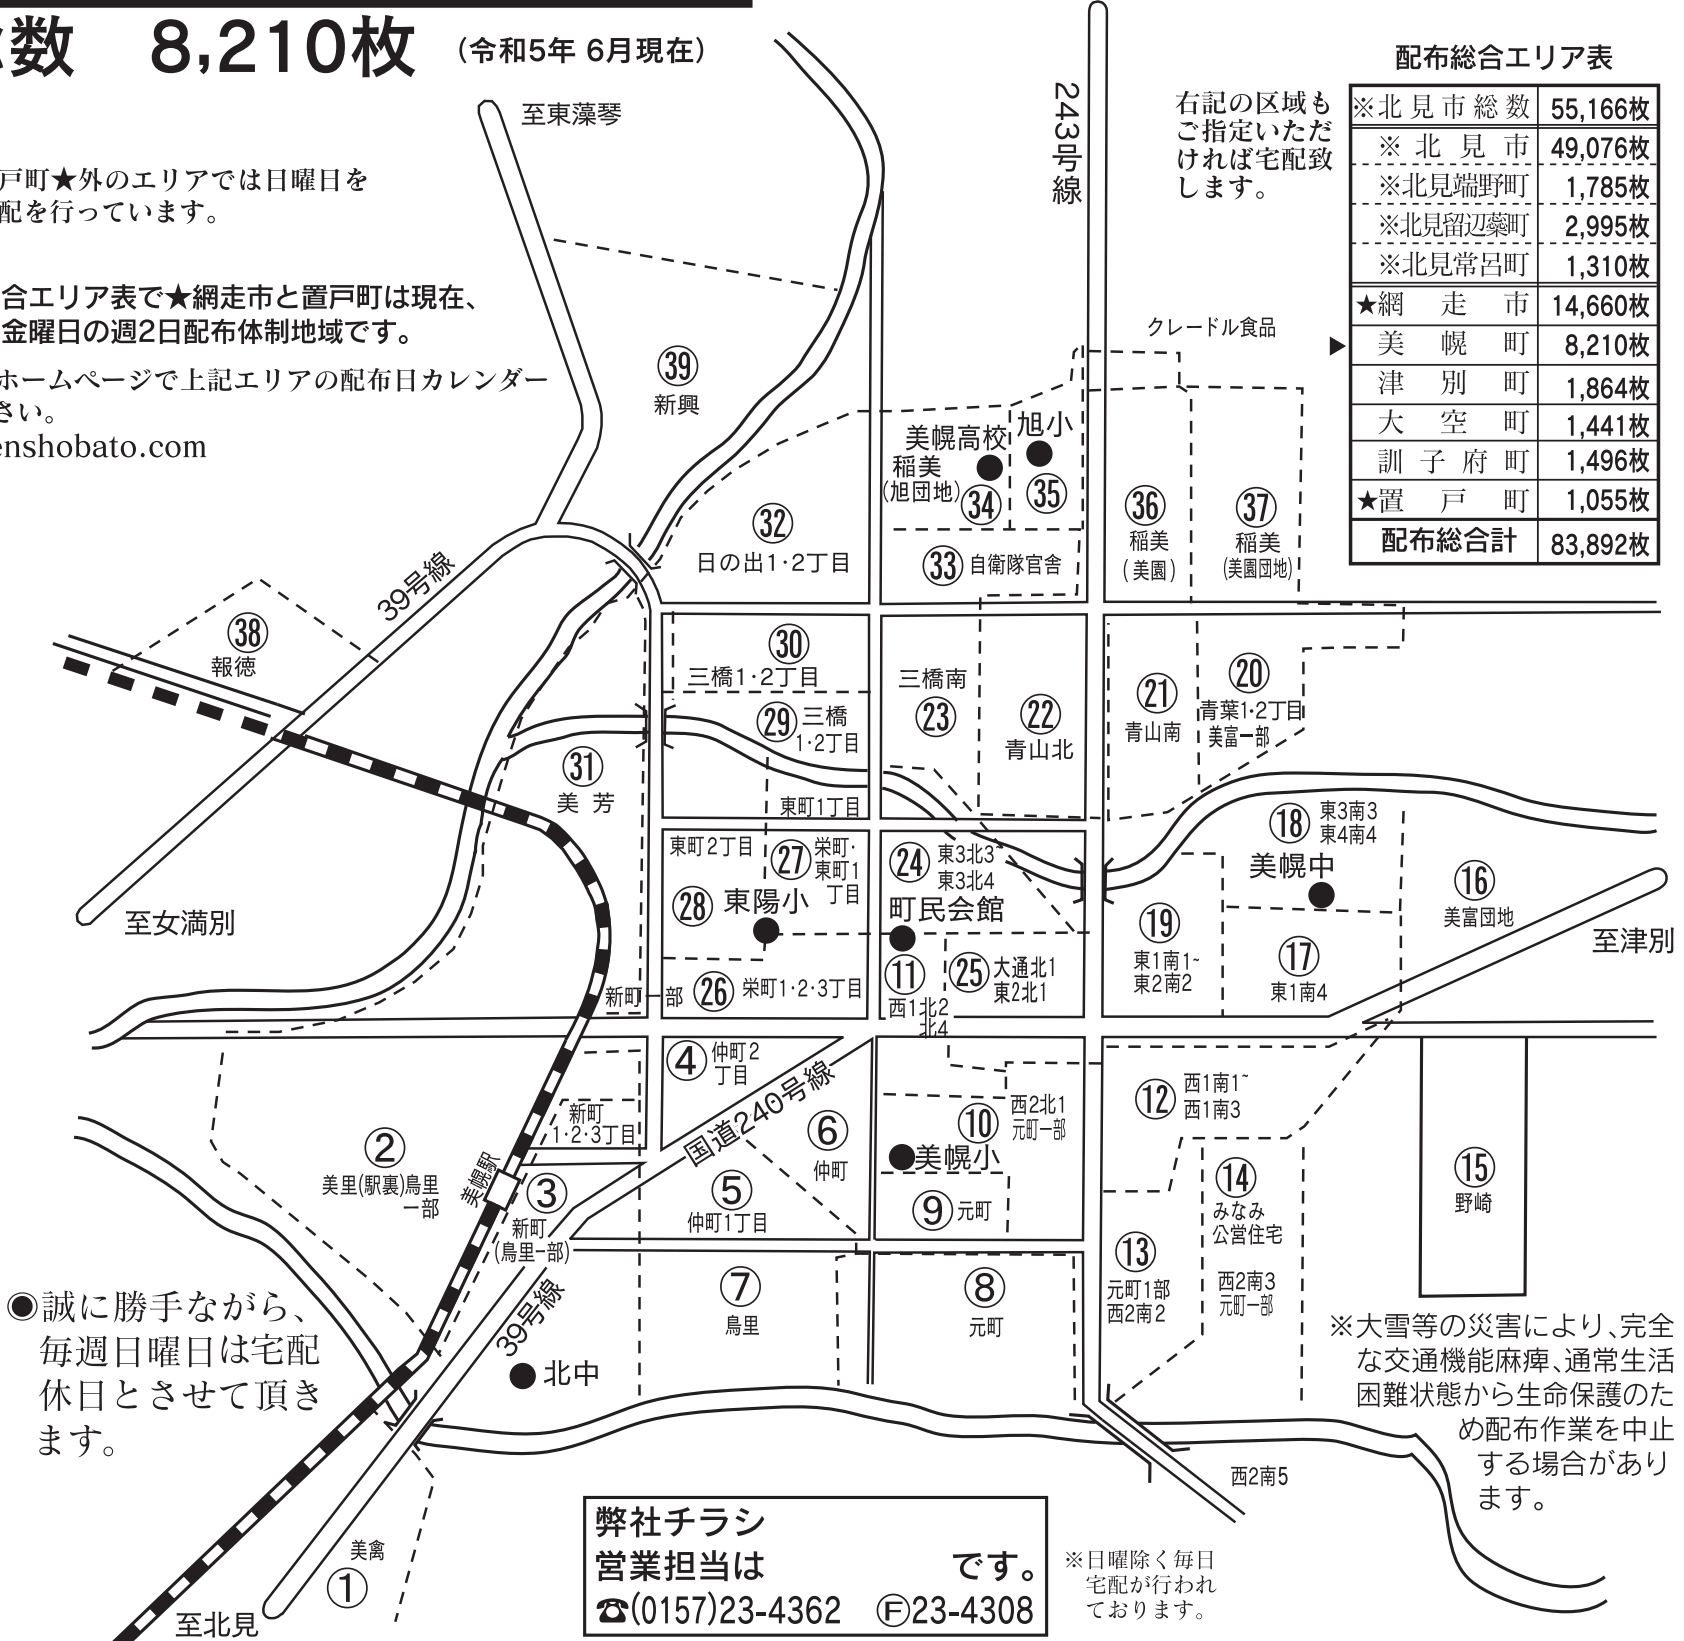 数 8,210枚 (令和5年 6月現在)
戸町★外のエリアでは日曜日を
配を行っています。
合エリア表で★網走市と置戸町は現在、
金曜日の週2日配布体制地域です。
ホームページで上記エリアの配布日カレンダー
さい。
enshobato.com
至東藻琴
243号線
右記の区域も
ご指定いただ
ければ宅配致
します。
配布総合エリア表
※北見市総数 55,166枚
※北見市 49,076枚
※北見端野町 1,785枚
※北見留辺蘂町 2,995枚
※北見常呂町 1,310枚
★網走市 14,660枚
▶美幌町 8,210枚
津別町 1,864枚
大空町 1,441枚
訓子府町 1,496枚
★置戸町 1,055枚
配布総合計 83,892枚
クレードル食品
㊴
新興
美幌高校
稲美
(旭団地)
㉞
旭小
㉟
㊱
稲美
(美園)
㊲
稲美
(美園団地)
㉜
日の出1・2丁目
㉝ 自衛隊官舎
39号線
㊳
報徳
㉚
三橋1・2丁目
㉙ 三橋
1・2丁目
三橋南
㉓
㉒
青山北
㉑
青山南
⑳
青葉1・2丁目
美富一部
㉛
美芳
東町1丁目
東町2丁目
㉗ 栄町・
東町1
丁目
㉘ 東陽小
㉔ 東3北3~
東3北4
町民会館
⑱ 東3南3
東4南4
美幌中
⑯
美富団地
至女満別
至津別
⑲
東1南1~
東2南2
⑰
東1南4
新町一部
㉖ 栄町1・2・3丁目
⑪
西1北2
北4
㉕ 大通北1
東2北1
④ 仲町2
丁目
国道240号線
新町
1・2・3丁目
②
美里(駅裏)鳥里
一部
美幌駅
③
新町
(鳥里一部)
⑤
仲町1丁目
⑥
仲町
⑩ 西2北1
元町一部
美幌小
⑨ 元町
⑫ 西1南1~
西1南3
⑭
みなみ
公営住宅
西2南3
元町一部
⑬
元町1部
西2南2
⑮
野崎
⑦
鳥里
⑧
元町
39号線
北中
◉誠に勝手ながら、
毎週日曜日は宅配
休日とさせて頂き
ます。
※大雪等の災害により、完全
な交通機能麻痺、通常生活
困難状態から生命保護のた
め配布作業を中止
する場合があり
ます。
西2南5
美禽
①
至北見
弊社チラシ
営業担当は です。
☎(0157)23-4362 Ⓕ23-4308
※日曜除く毎日
宅配が行われ
ております。